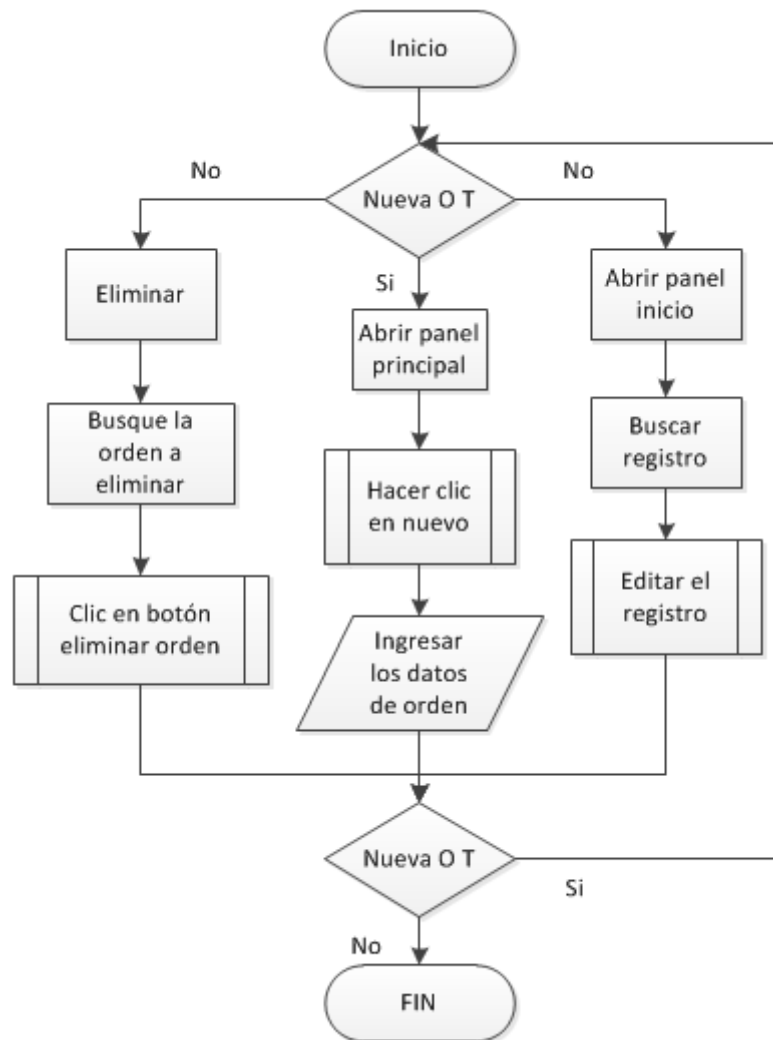 Inicio
No
No
Nueva O T
Si
Eliminar
Abrir panel
inicio
Abrir panel
principal
Busque la
orden a
eliminar
Buscar
registro
Hacer clic
en nuevo
Clic en botón
eliminar orden
Editar el
registro
Ingresar
los datos
de orden
Nueva O T
Si
No
FIN